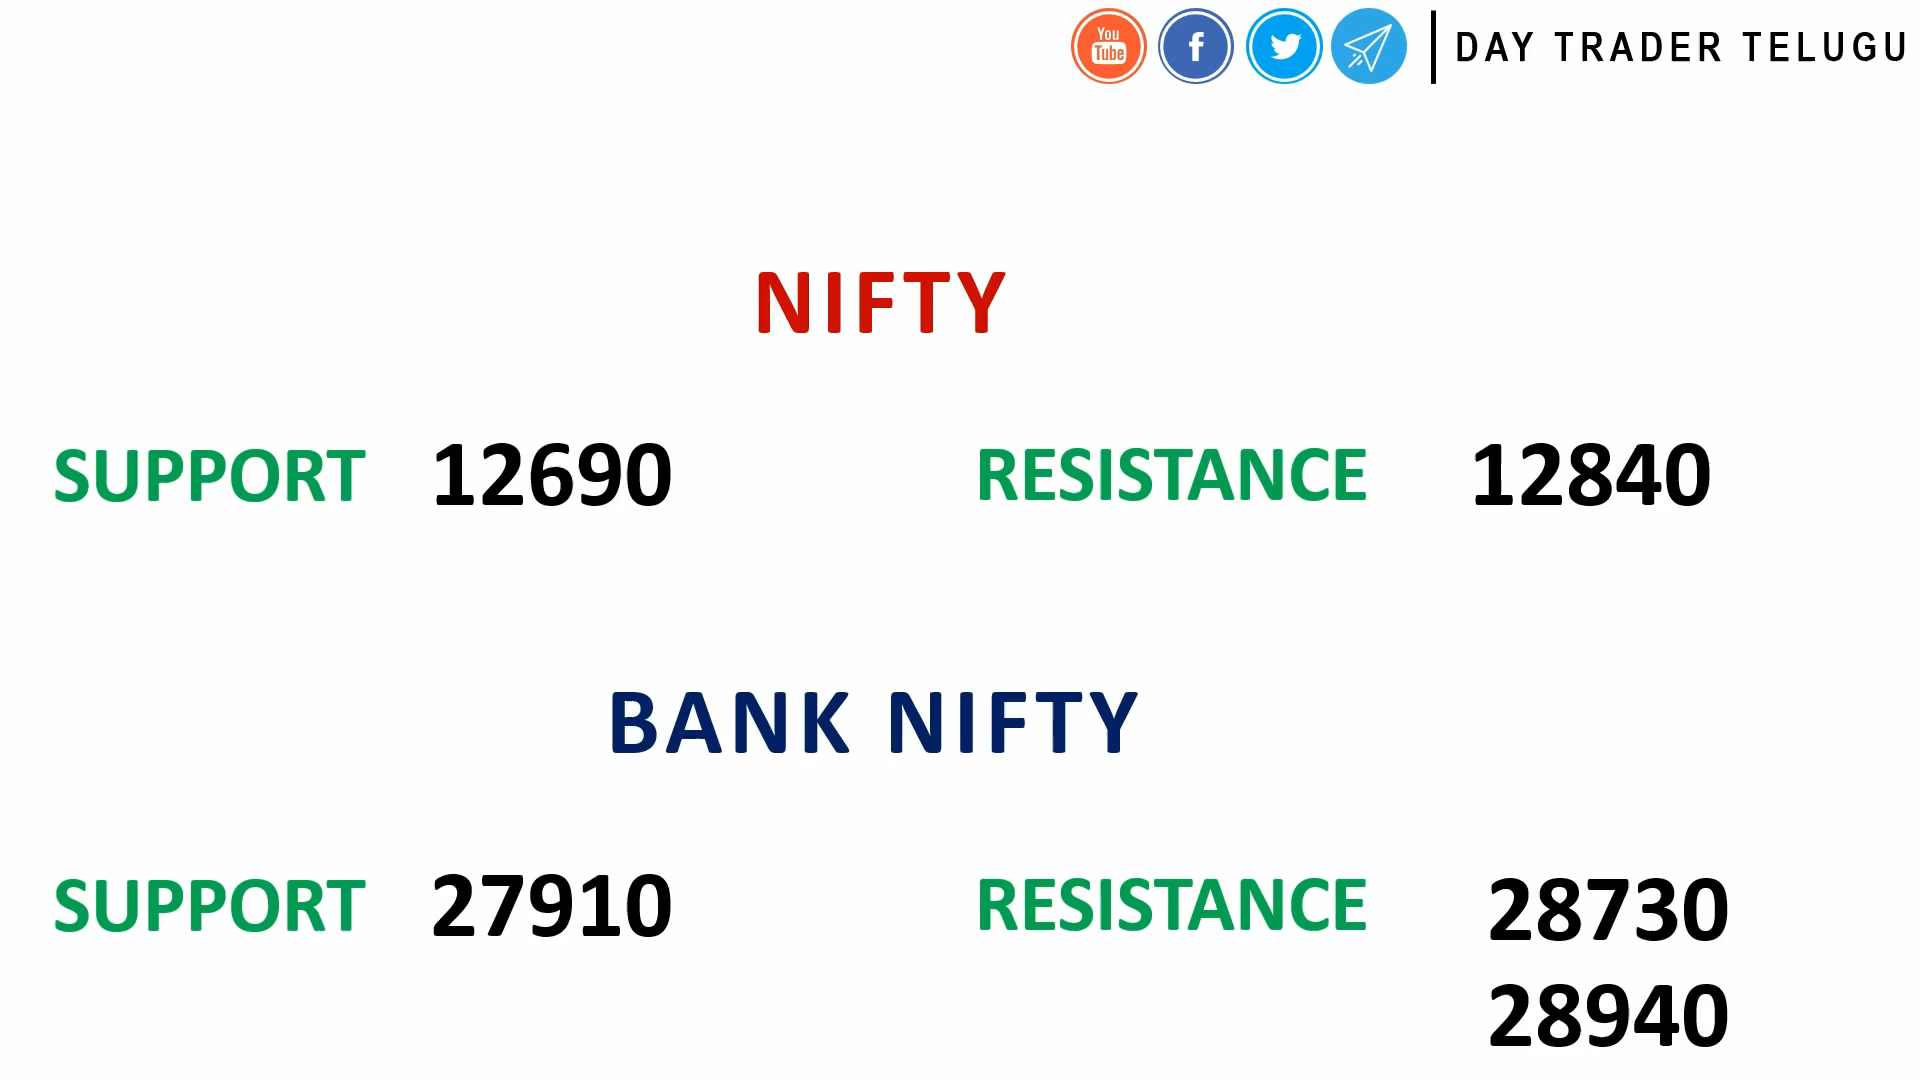 You
Tube
f
DAY TRADER TELUGU
NIFTY
SUPPORT 12690 RESISTANCE 12840
BANK NIFTY
SUPPORT 27910 RESISTANCE 28730
28940